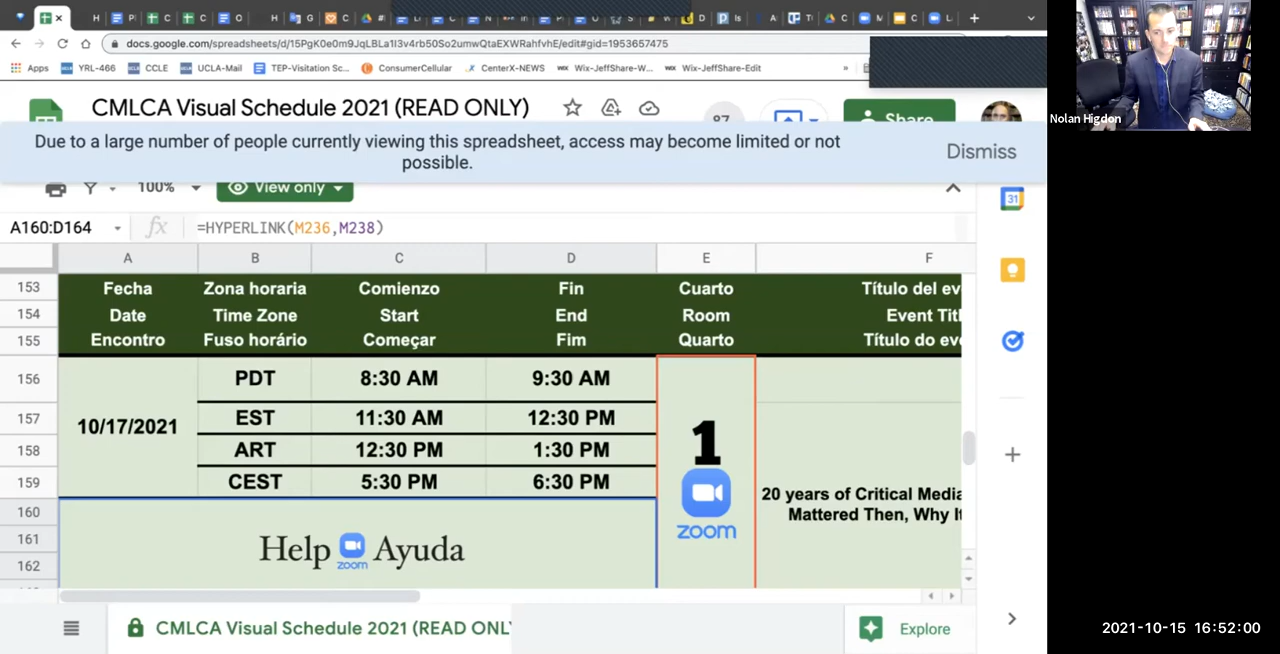 docs.google.com/spreadsheets/d/15PgK0e0m9JqLBLa1I3v4rb50So2umwQtaEXWRahfvhE/edit#gid=1953657475
Apps YRL-466 CCLE UCLA-Mail TEP-Visitation Sc... ConsumerCellular CenterX-NEWS Wix-JeffShare-W... Wix-JeffShare-Edit »
Nolan Higdon
CMLCA Visual Schedule 2021 (READ ONLY)
87 Share
Due to a large number of people currently viewing this spreadsheet, access may become limited or not
possible.
Dismiss
100% View only
A160:D164 fx =HYPERLINK(M236,M238)
A B C D E F
153 Fecha Zona horaria Comienzo Fin Cuarto Título del
154 Date Time Zone Start End Room Event
155 Encontro Fuso horário Começar Fim Quarto Título do
156 PDT 8:30 AM 9:30 AM
157 EST 11:30 AM 12:30 PM
10/17/2021
1
158 ART 12:30 PM 1:30 PM
159 CEST 5:30 PM 6:30 PM
20 years of Critical
160 Mattered Then, Why
zoom
161 Help zoom Ayuda
162
CMLCA Visual Schedule 2021 (READ
Explore
2021-10-15 16:52:00